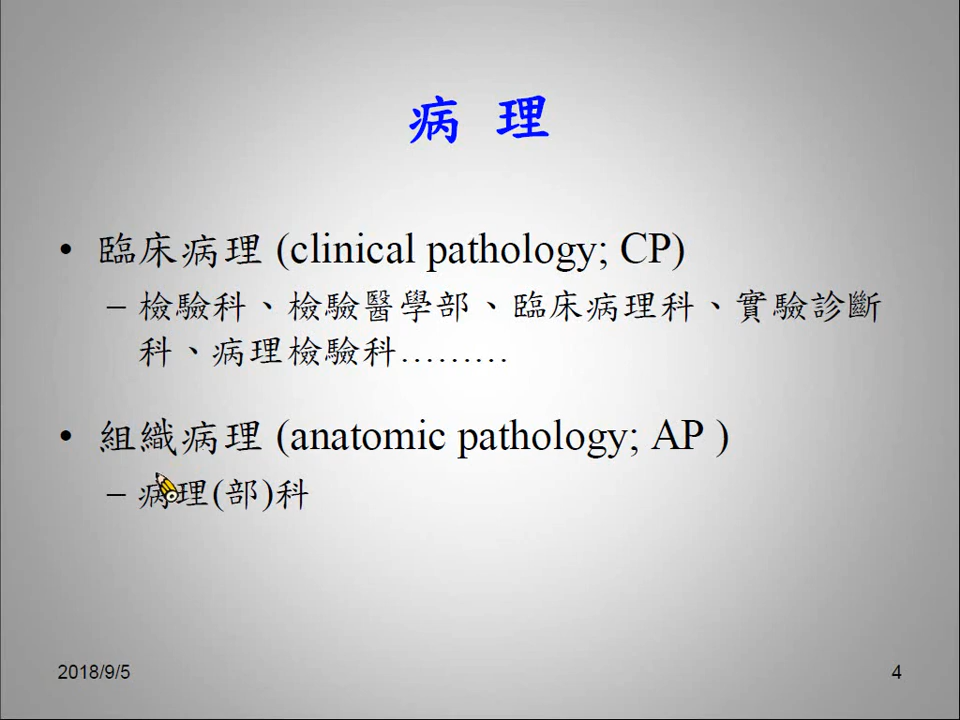 病 理
• 臨床病理 (clinical pathology; CP)
– 檢驗科、檢驗醫學部、臨床病理科、實驗診斷
科、病理檢驗科………
• 組織病理 (anatomic pathology; AP )
– 病理(部)科
2018/9/5
4